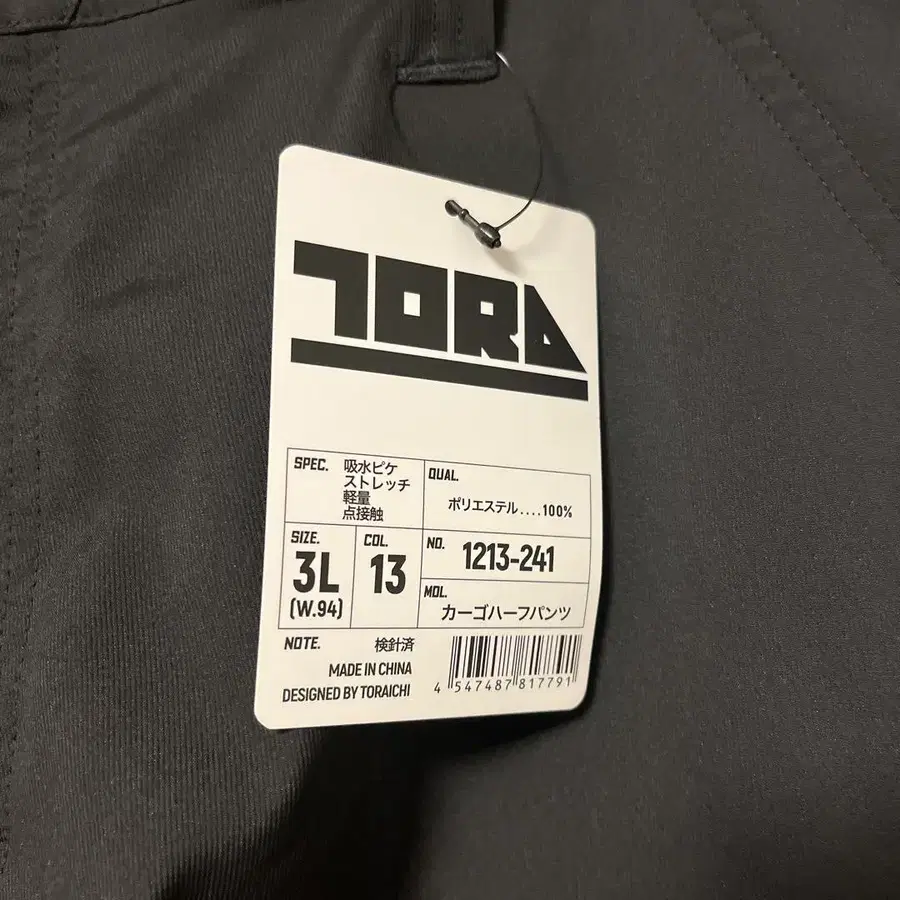 TORA
SPEC.
吸水ピケ
ストレッチ
軽量
点接触
QUAL.
ポリエステル....100%
SIZE.
3L
(W.94)
COL.
13
NO. 1213-241
MDL.
カーゴハーフパンツ
NOTE. 検針済
MADE IN CHINA
DESIGNED BY TORAICHI
4 547487 817791